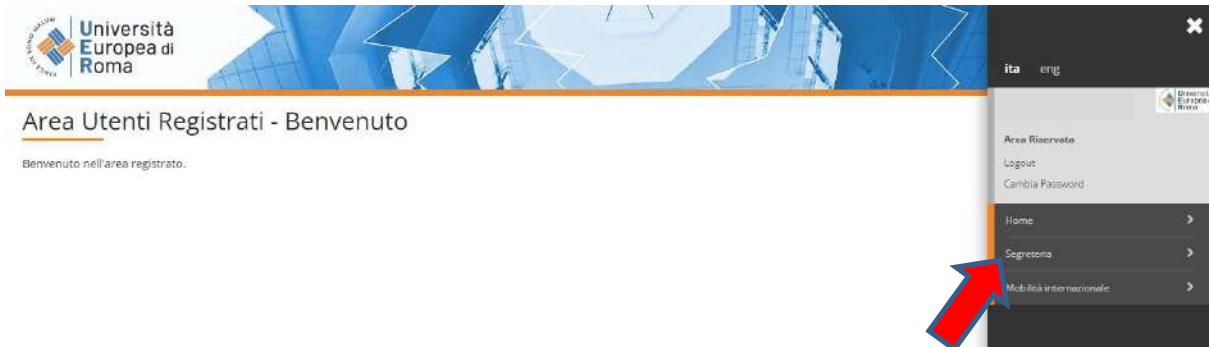 Università
Europea di
Roma
Area Utenti Registrati - Benvenuto
Benvenuto nell'area registrato.
ita eng
Area Riservata
Logout
Cambia Password
Home
Segreteria
Mobilità internazionale